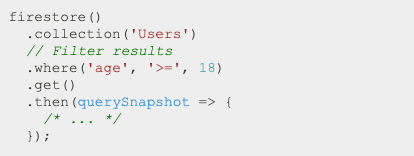 firestore()
  .collection('Users')
  // Filter results
  .where('age', '>=', 18)
  .get()
  .then(querySnapshot => {
    /* ... */
  });